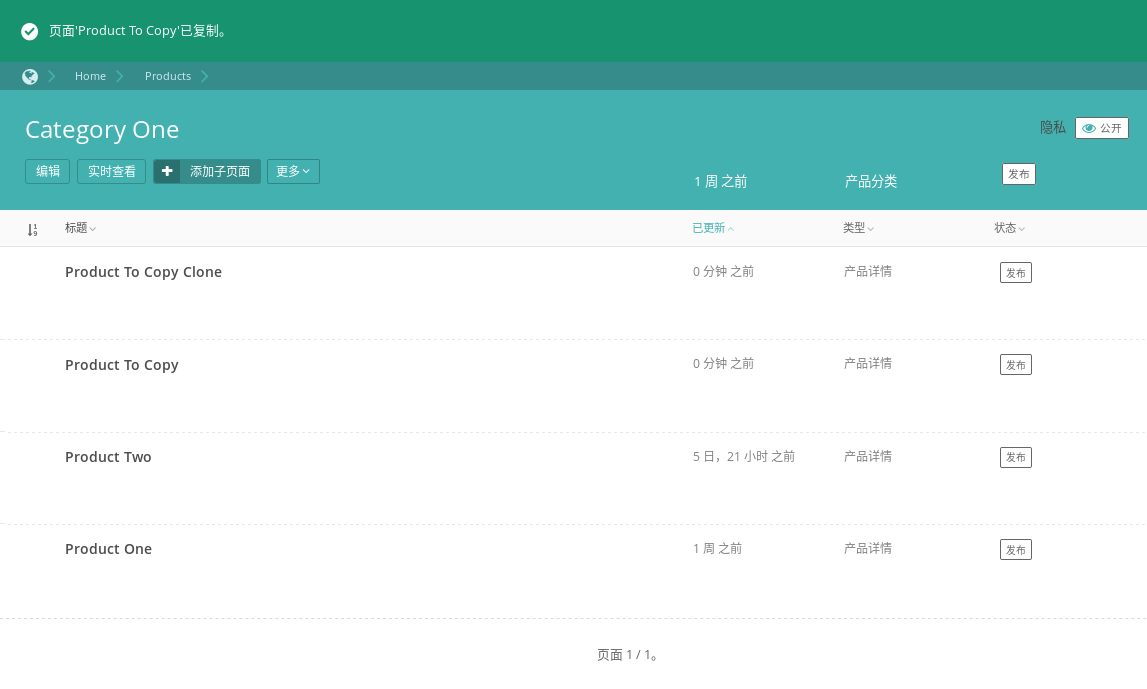 页面'Product To Copy'已复制。
Home Products
Category One 隐私 公开
编辑 实时查看 添加子页面 更多 1 周 之前 产品分类 发布
标题 已更新 类型 状态
Product To Copy Clone 0 分钟 之前 产品详情 发布
Product To Copy 0 分钟 之前 产品详情 发布
Product Two 5 日，21 小时 之前 产品详情 发布
Product One 1 周 之前 产品详情 发布
页面 1 / 1。